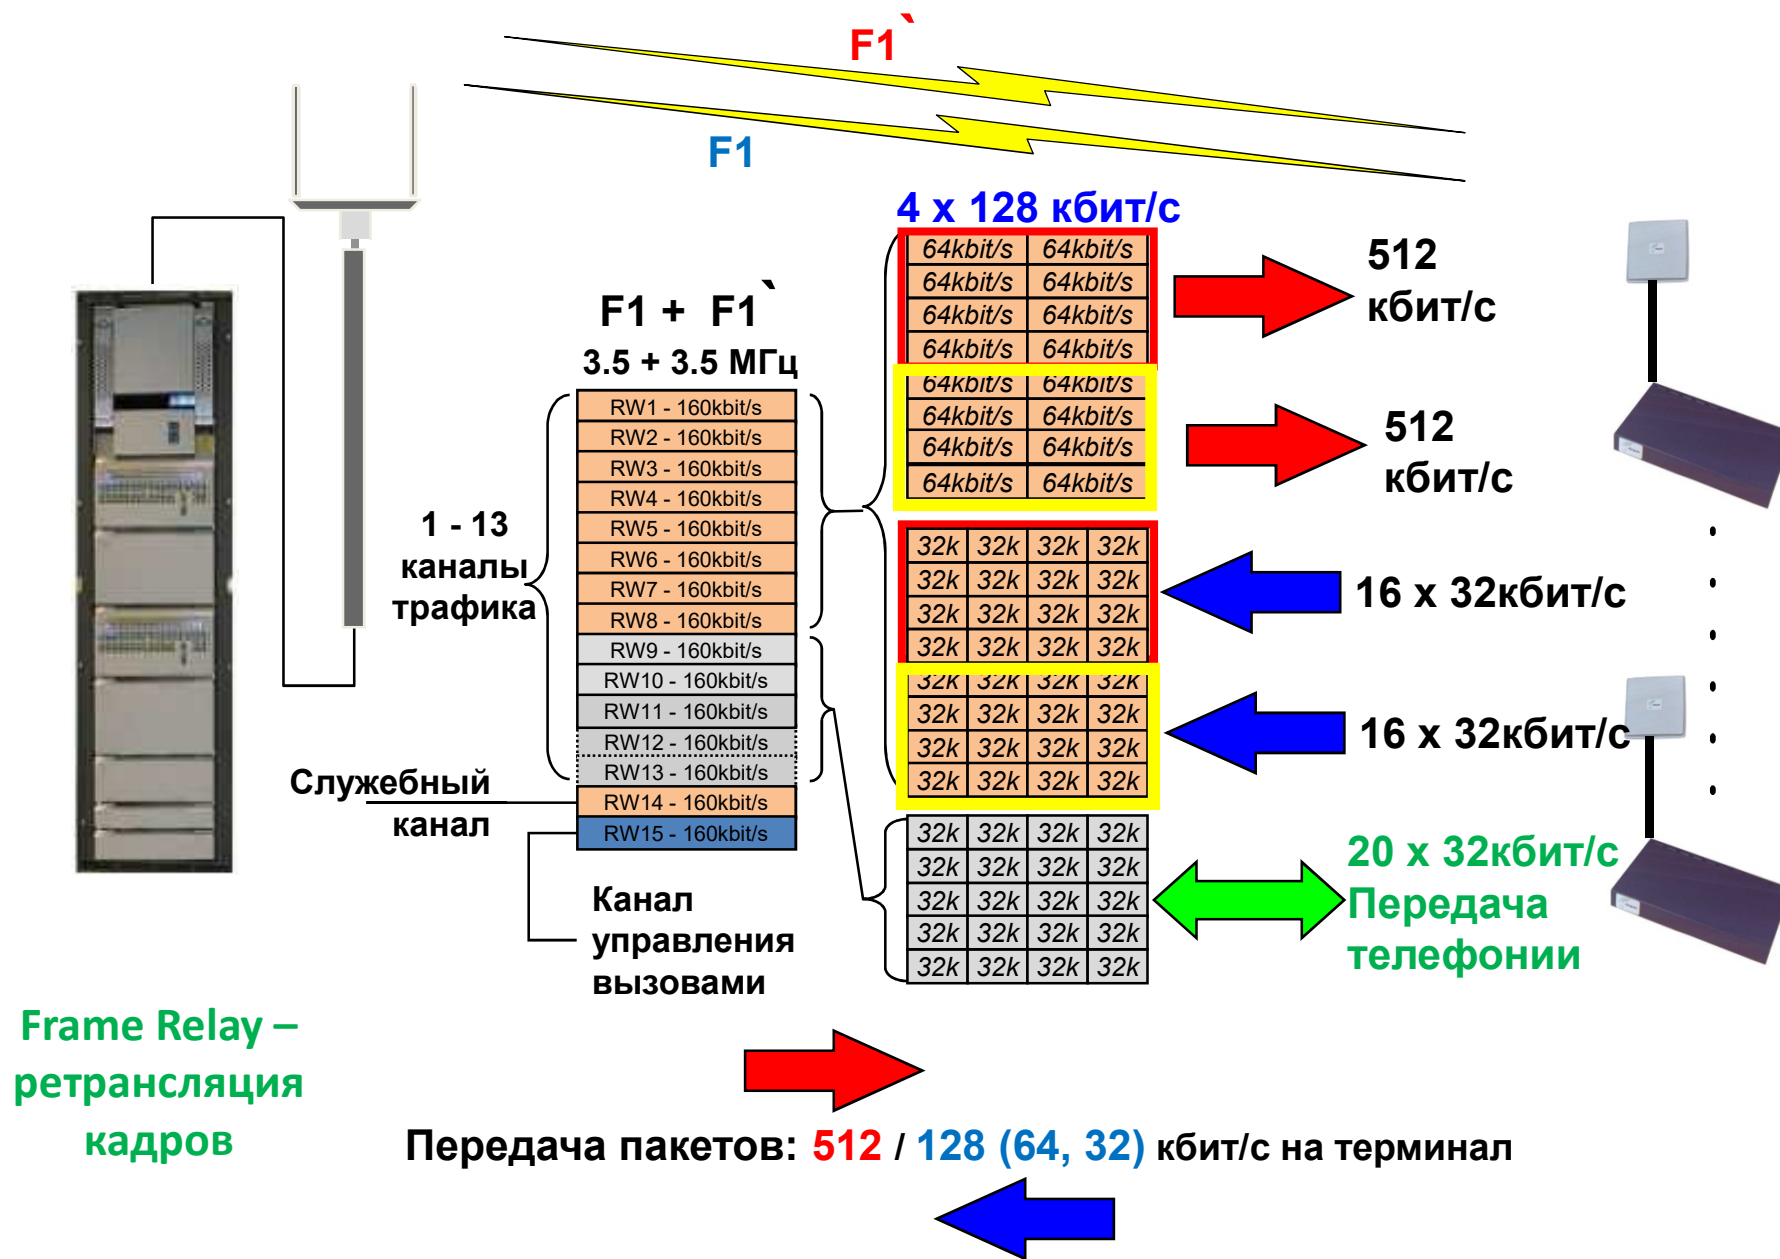 F1`
F1
4 x 128 кбит/с
F1 + F1`
3.5 + 3.5 МГц
RW1 - 160kbit/s
RW2 - 160kbit/s
RW3 - 160kbit/s
RW4 - 160kbit/s
RW5 - 160kbit/s
RW6 - 160kbit/s
RW7 - 160kbit/s
RW8 - 160kbit/s
RW9 - 160kbit/s
RW10 - 160kbit/s
RW11 - 160kbit/s
RW12 - 160kbit/s
RW13 - 160kbit/s
RW14 - 160kbit/s
RW15 - 160kbit/s
1 - 13
каналы
трафика
Служебный
канал
Канал
управления
вызовами
64kbit/s 64kbit/s
64kbit/s 64kbit/s
64kbit/s 64kbit/s
64kbit/s 64kbit/s
64kbit/s 64kbit/s
64kbit/s 64kbit/s
64kbit/s 64kbit/s
64kbit/s 64kbit/s
32k 32k 32k 32k
32k 32k 32k 32k
32k 32k 32k 32k
32k 32k 32k 32k
32k 32k 32k 32k
32k 32k 32k 32k
32k 32k 32k 32k
32k 32k 32k 32k
32k 32k 32k 32k
32k 32k 32k 32k
32k 32k 32k 32k
32k 32k 32k 32k
32k 32k 32k 32k
512
кбит/с
512
кбит/с
16 x 32кбит/с
16 x 32кбит/с
20 x 32кбит/с
Передача
телефонии
Frame Relay –
ретрансляция
кадров
Передача пакетов: 512 / 128 (64, 32) кбит/с на терминал